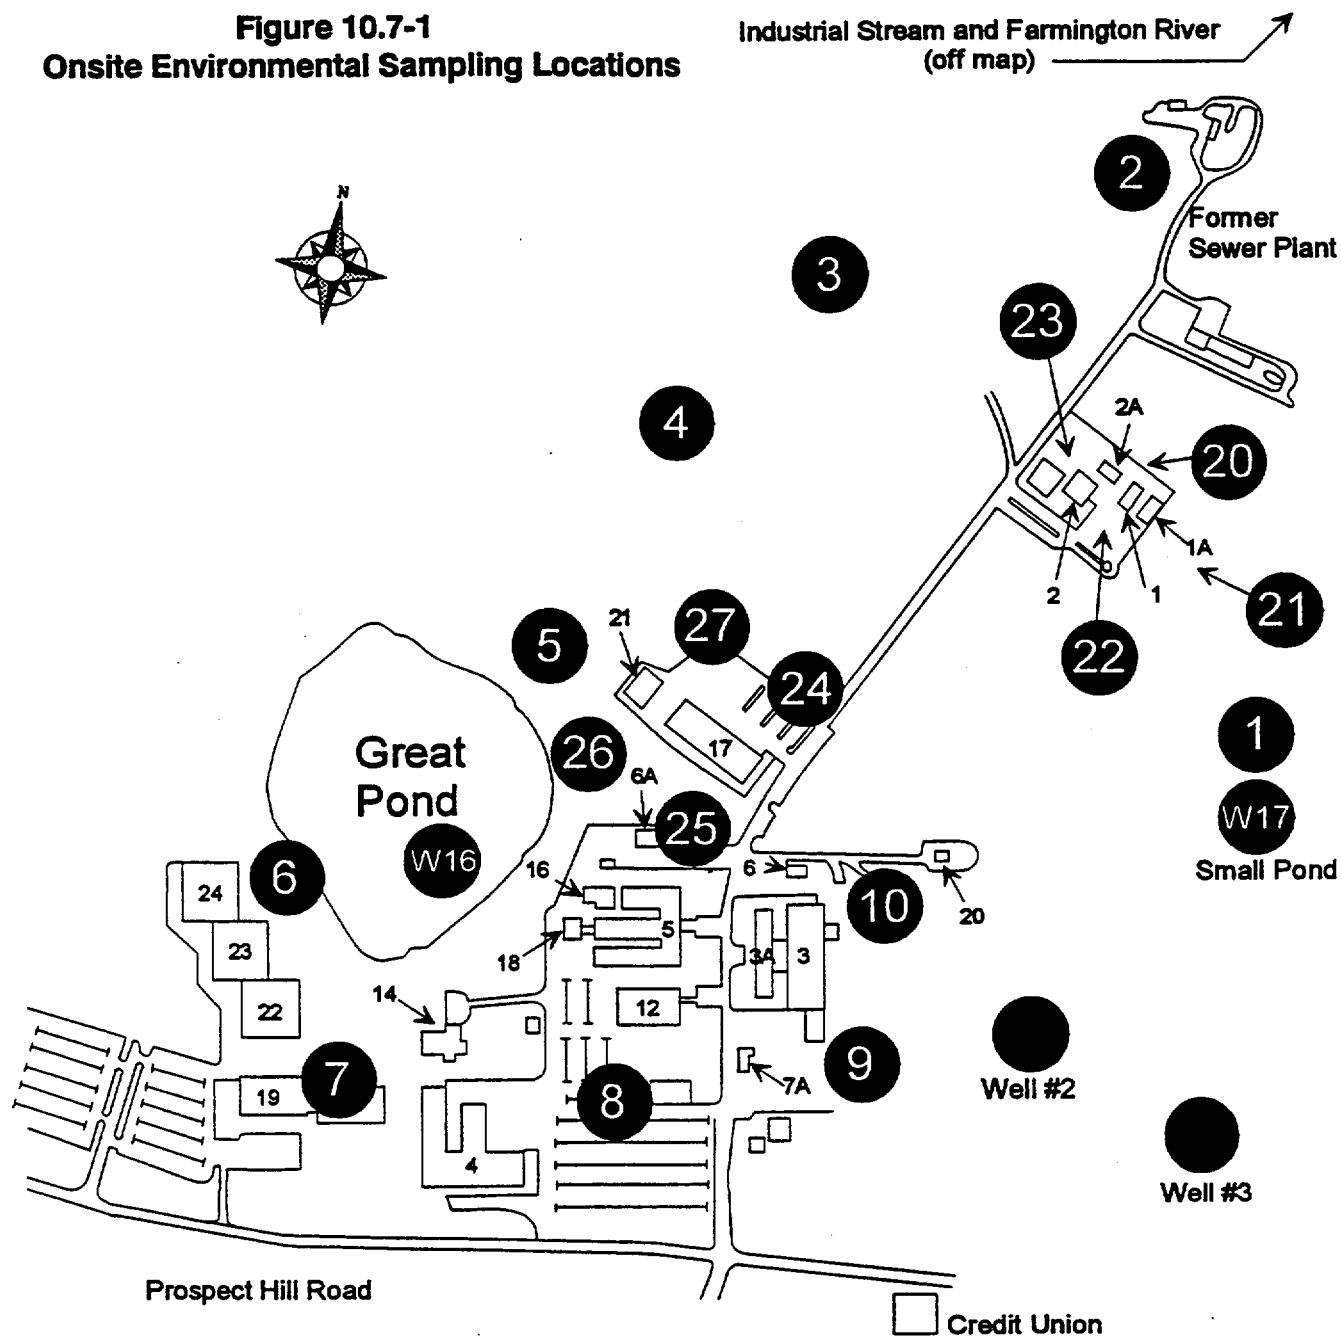 Figure 10.7-1
Onsite Environmental Sampling Locations
Industrial Stream and Farmington River
(off map)
N
2
Former
Sewer Plant
3
23
4
2A
20
1A
2
1
21
22
5
21
27
24
1
17
Great
Pond
26
6A
25
W17
Small Pond
W16
6
24
16
6
10
20
5
23
18
3A
3
22
14
12
9
Well #2
7
19
7A
8
Well #3
4
Prospect Hill Road
Credit Union